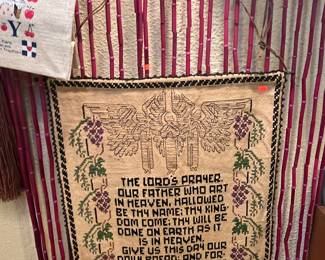 Y
THE LORD'S PRAYER.
OUR FATHER WHO ART
IN HEAVEN, HALLOWED
BE THY NAME; THY KING-
DOM COME; THY WILL BE
DONE ON EARTH AS IT
IS IN HEAVEN.
GIVE US THIS DAY OUR
DAILY BREAD; AND FOR-